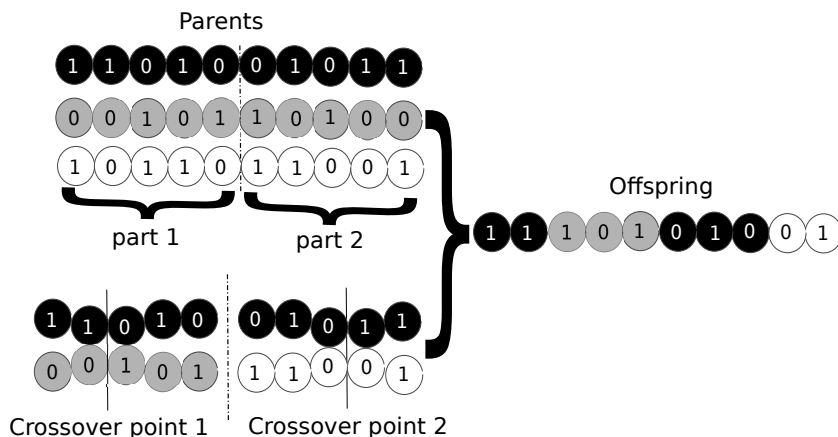 Parents
1 1 0 1 0 0 1 0 1 1
0 0 1 0 1 1 0 1 0 0
1 0 1 1 0 1 1 0 0 1
part 1
part 2
Offspring
1 1 1 0 1 0 1 0 0 1
1 1 0 1 0
0 1 0 1 1
0 0 1 0 1
1 1 0 0 1
Crossover point 1
Crossover point 2